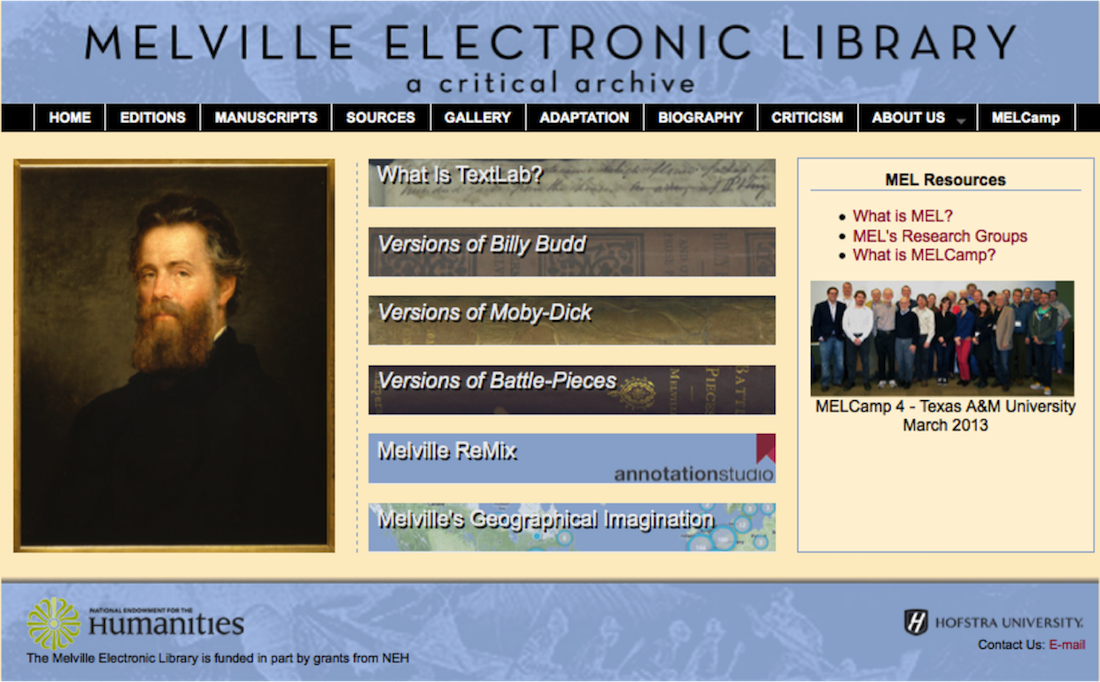 MELVILLE ELECTRONIC LIBRARY
a critical archive
HOME EDITIONS MANUSCRIPTS SOURCES GALLERY ADAPTATION BIOGRAPHY CRITICISM ABOUT US MELCamp
What Is TextLab?
Versions of Billy Budd
Versions of Moby-Dick
Versions of Battle-Pieces
BATTLE
PIECES
MELVILLE
Melville ReMix
annotationstudio
Melville's Geographical Imagination
MEL Resources
What is MEL?
MEL's Research Groups
What is MELCamp?
MELCamp 4 - Texas A&M University
March 2013
NATIONAL ENDOWMENT FOR THE
Humanities
The Melville Electronic Library is funded in part by grants from NEH
H HOFSTRA UNIVERSITY.
Contact Us: E-mail